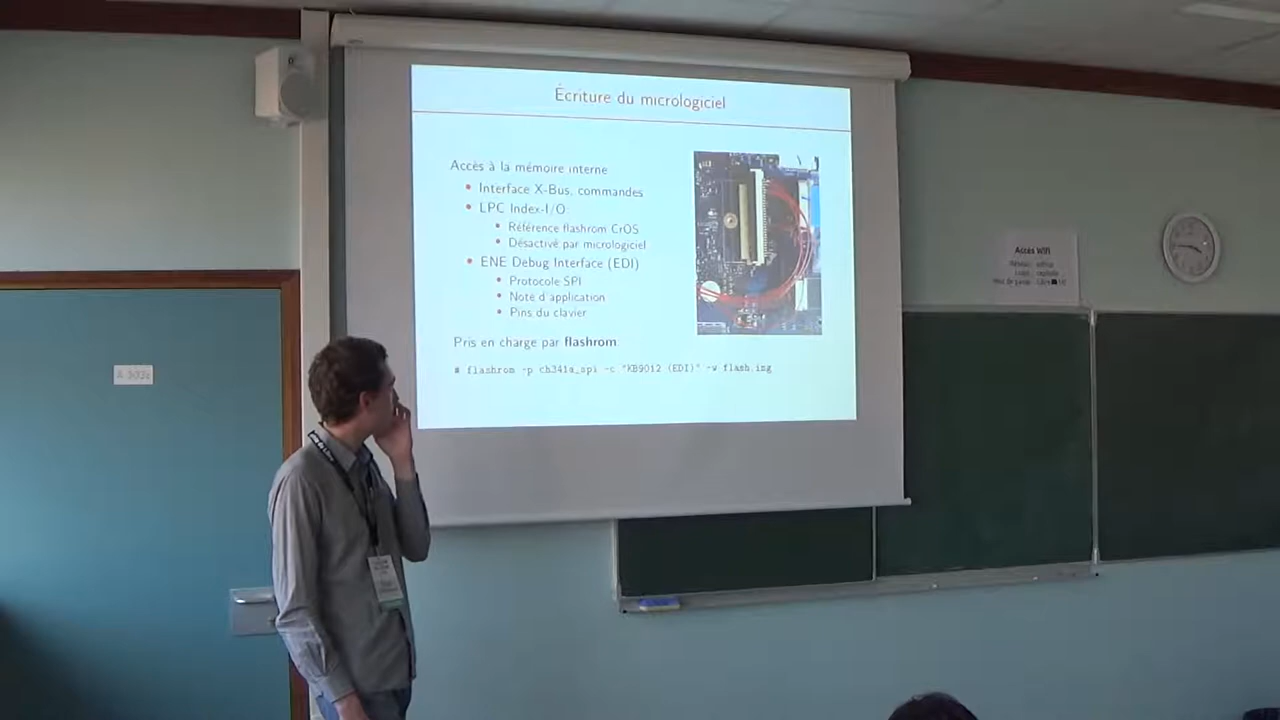 Écriture du micrologiciel
Accès à la mémoire interne
Interface X-Bus, commandes
LPC Index-I/O:
Référence flashrom CrOS
Désactivé par micrologiciel
ENE Debug Interface (EDI)
Protocole SPI
Note d'application
Pins du clavier
Pris en charge par flashrom
# flashrom -p ch341a_spi -c "KB9012 (EDI)" -w flash.img
Accès Wifi